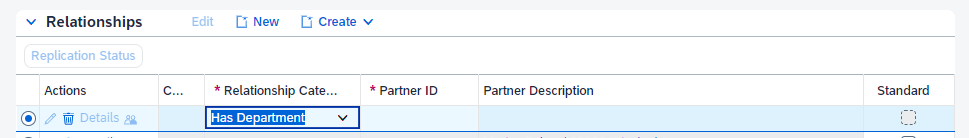 Relationships Edit New Create
Replication Status
Actions C... * Relationship Cate... * Partner ID Partner Description Standard
Details Has Department